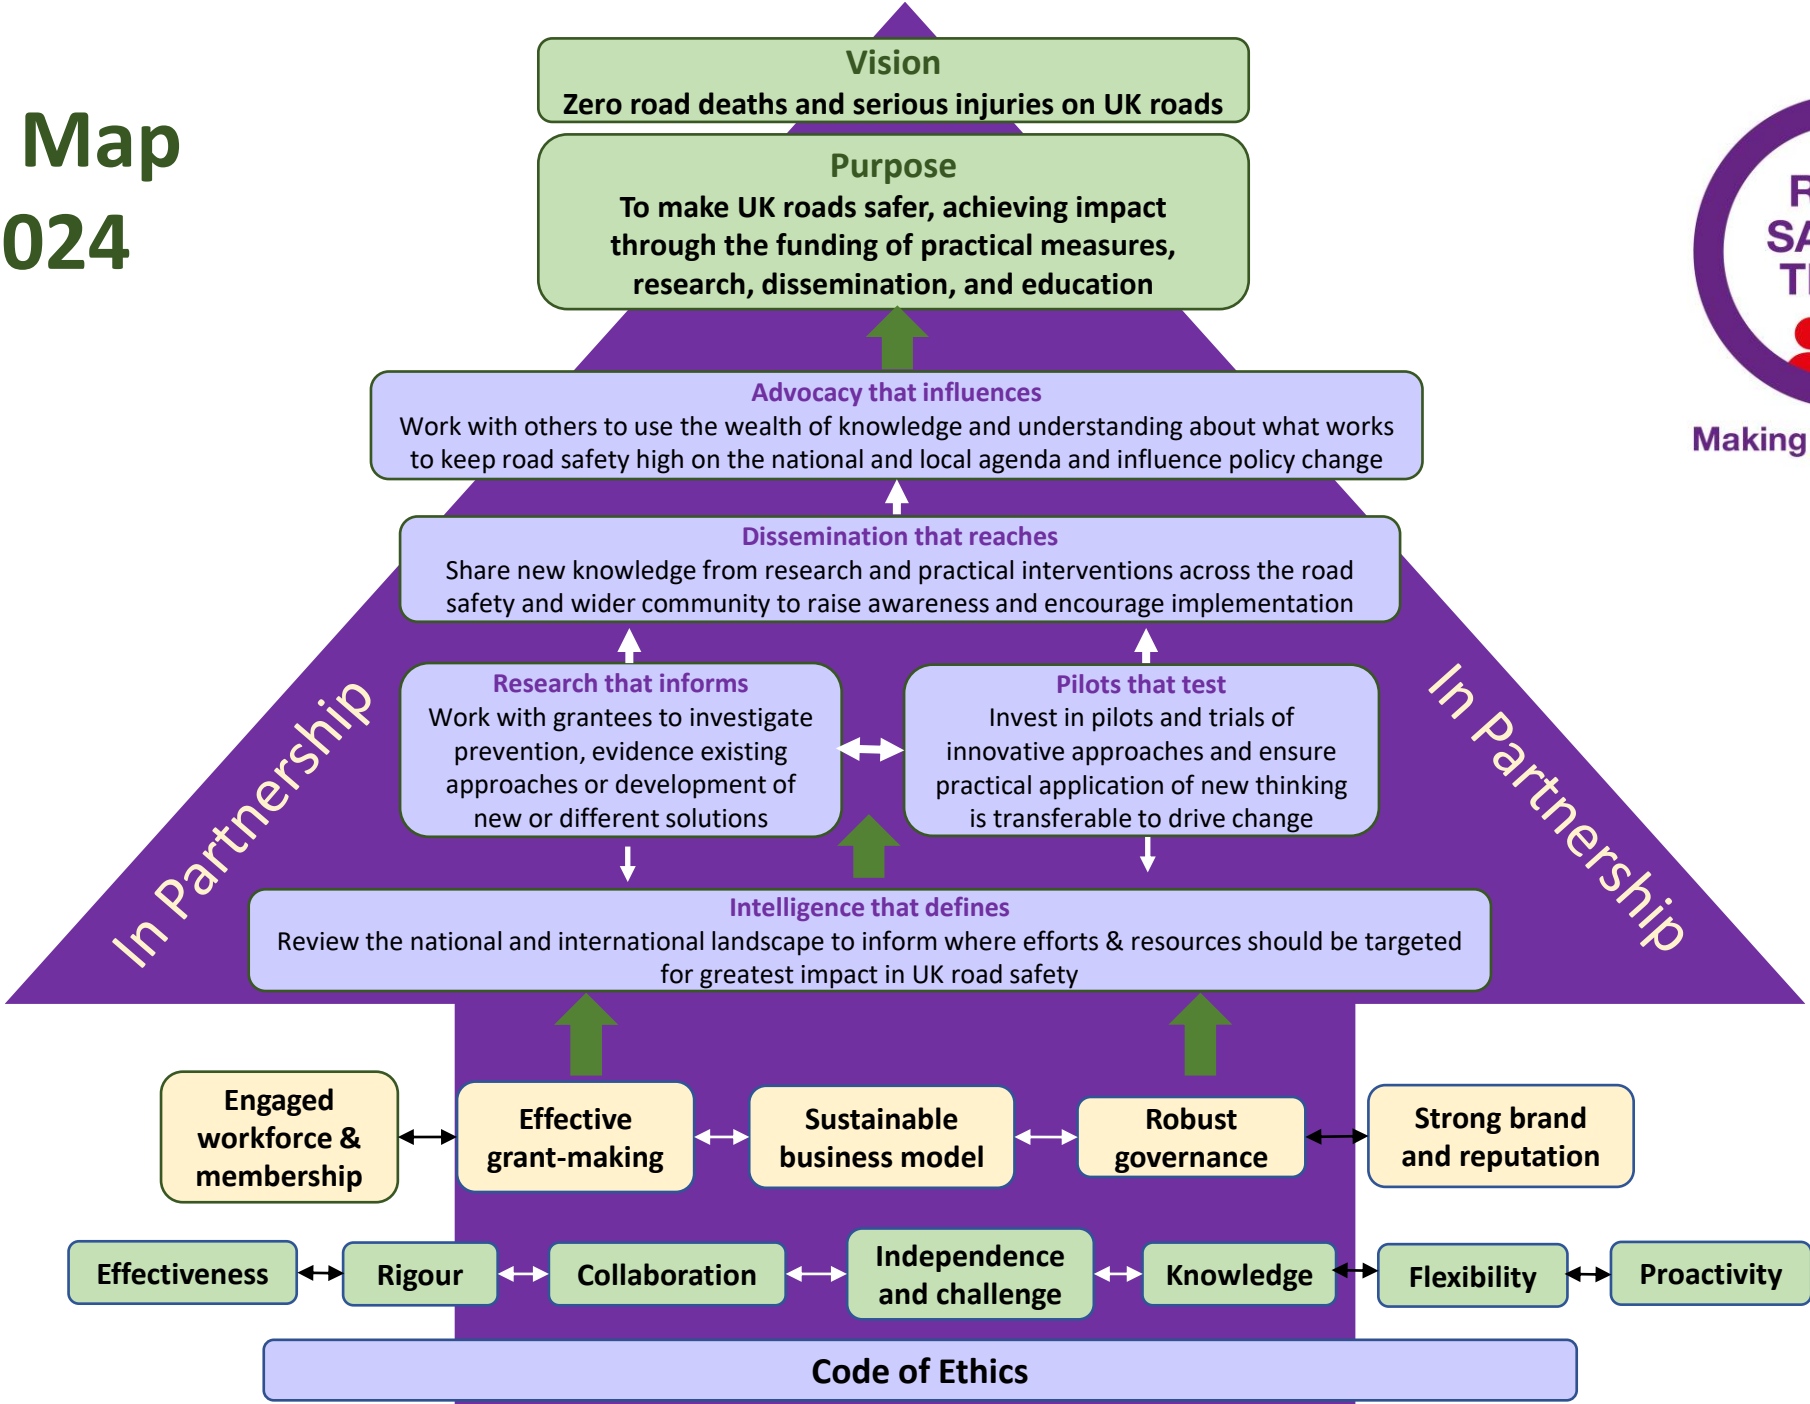 Map
024
Vision
Zero road deaths and serious injuries on UK roads
Purpose
To make UK roads safer, achieving impact
through the funding of practical measures,
research, dissemination, and education
Making
Advocacy that influences
Work with others to use the wealth of knowledge and understanding about what works
to keep road safety high on the national and local agenda and influence policy change
Dissemination that reaches
Share new knowledge from research and practical interventions across the road
safety and wider community to raise awareness and encourage implementation
In Partnership
Research that informs
Work with grantees to investigate
prevention, evidence existing
approaches or development of
new or different solutions
Pilots that test
Invest in pilots and trials of
innovative approaches and ensure
practical application of new thinking
is transferable to drive change
In Partnership
Intelligence that defines
Review the national and international landscape to inform where efforts & resources should be targeted
for greatest impact in UK road safety
Engaged
workforce &
membership
Effective
grant-making
Sustainable
business model
Robust
governance
Strong brand
and reputation
Effectiveness
Rigour
Collaboration
Independence
and challenge
Knowledge
Flexibility
Proactivity
Code of Ethics